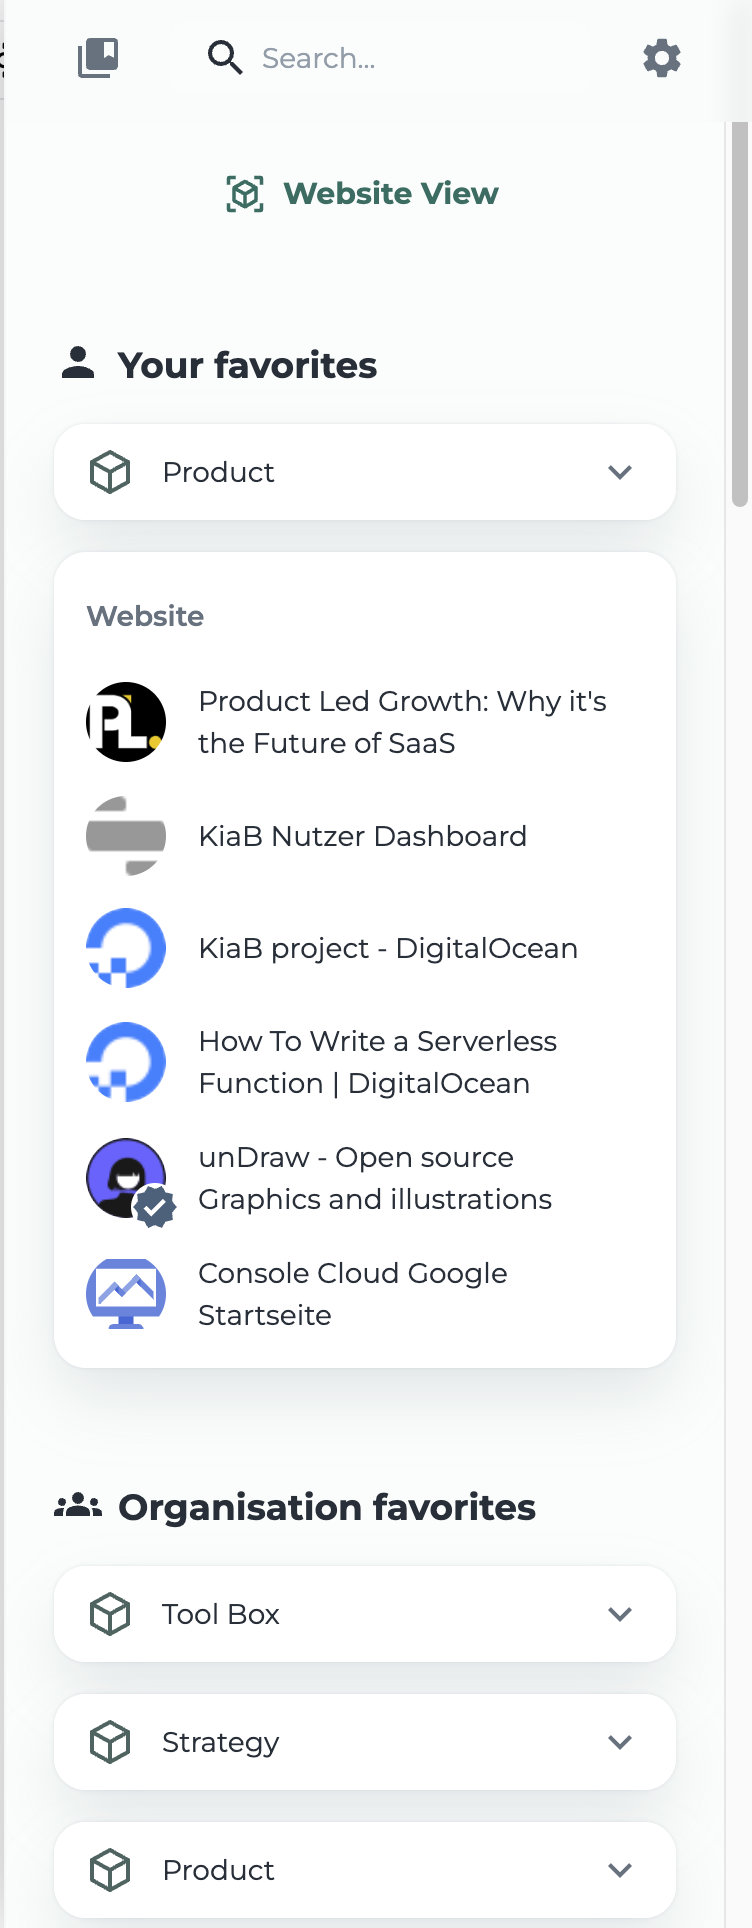 Search...
Website View
Your favorites
Product
Website
PL.
Product Led Growth: Why it's
the Future of SaaS
KiaB Nutzer Dashboard
KiaB project - DigitalOcean
How To Write a Serverless
Function | DigitalOcean
unDraw - Open source
Graphics and illustrations
Console Cloud Google
Startseite
Organisation favorites
Tool Box
Strategy
Product